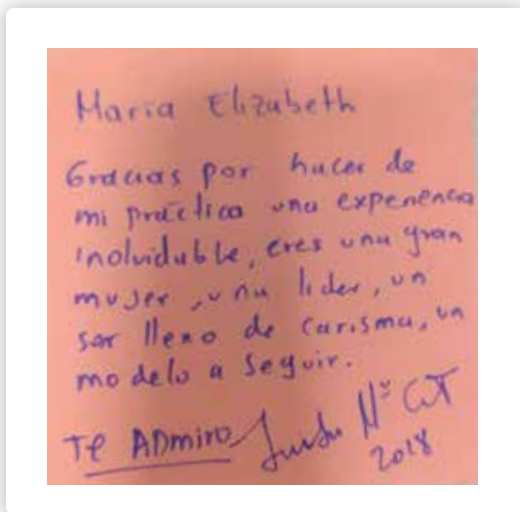 Maria Elizabeth
Gracias por hacer de
mi práctica una experiencia
inolvidable, eres una gran
mujer, una lider, un
ser lleno de carisma, un
modelo a seguir.
Te ADmiro
2018